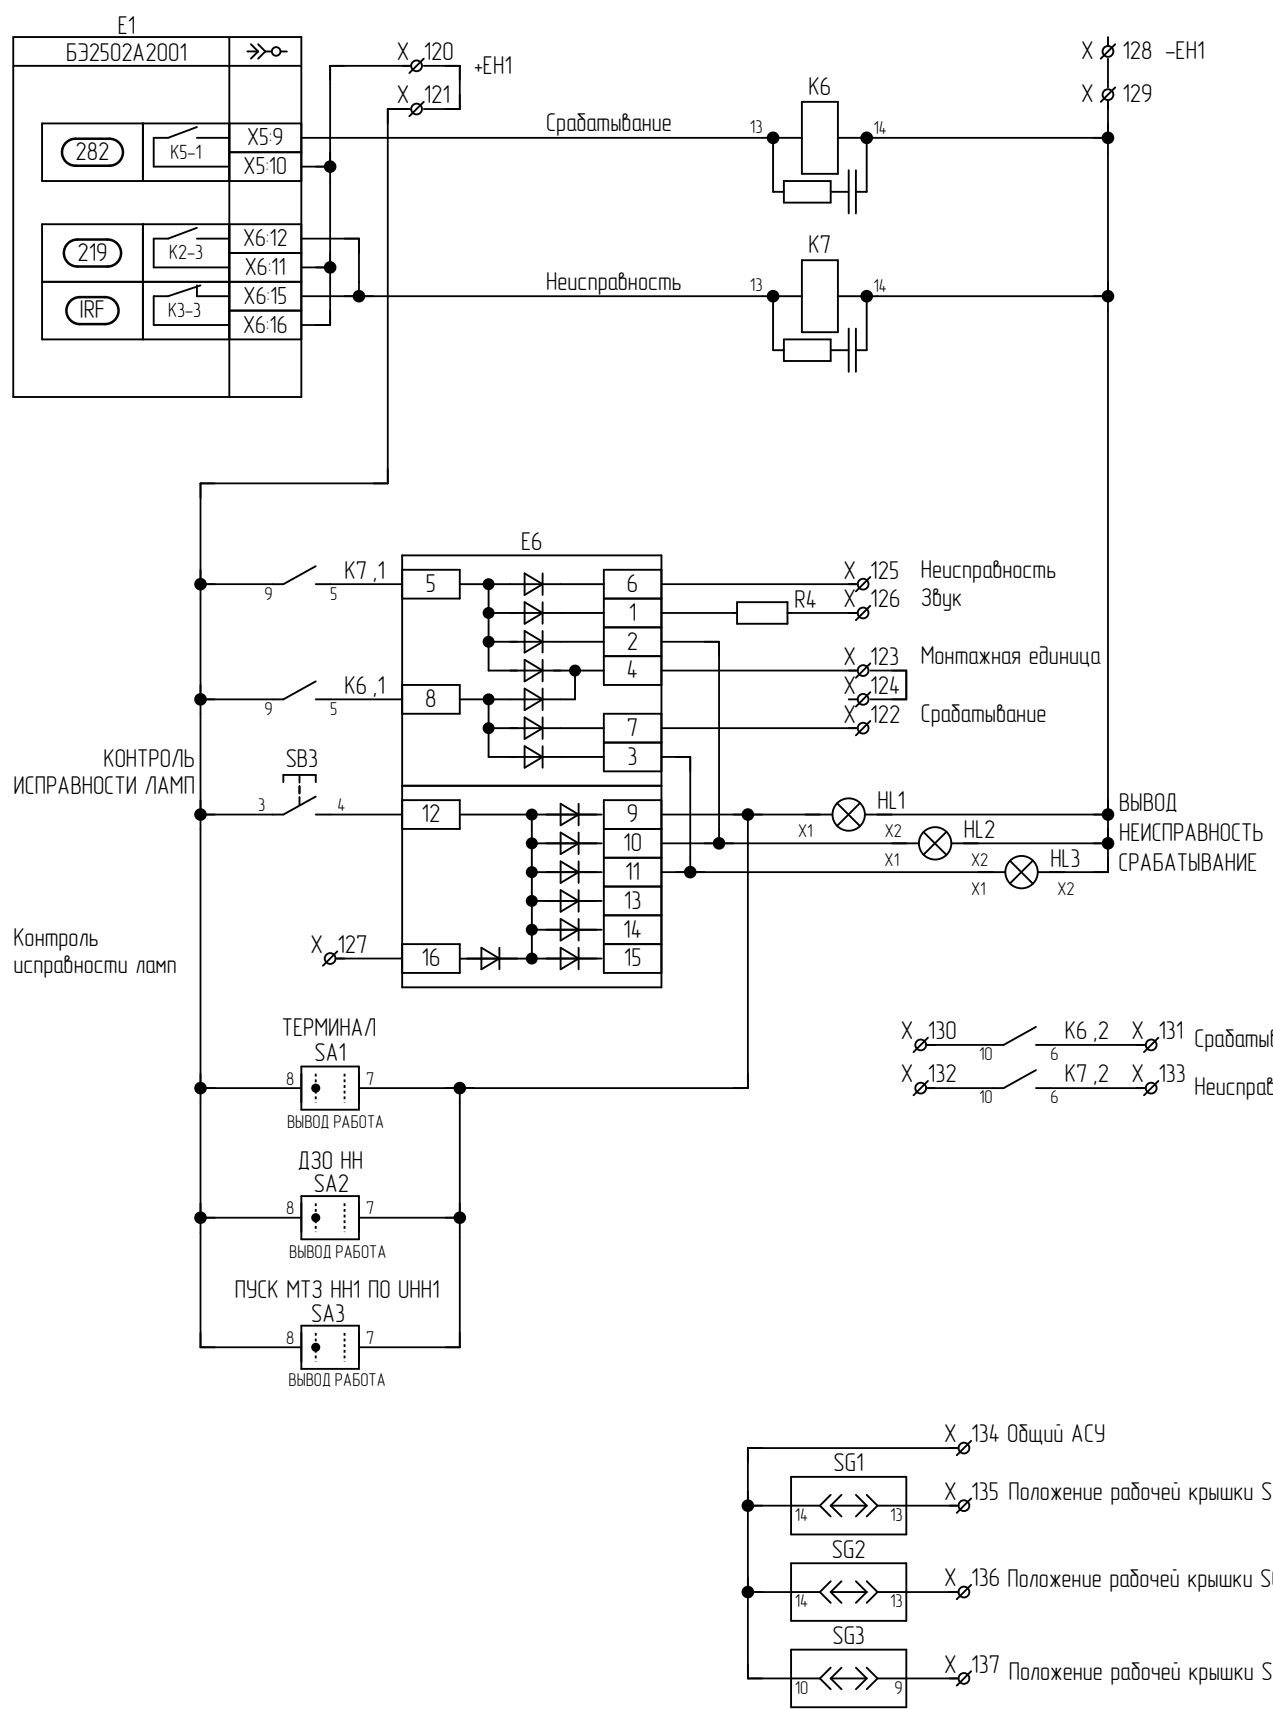 E1
БЭ2502А2001
X 120 +ЕН1
X 121
X 128 –ЕН1
X 129
282 K5–1 X5:9
X5:10
Срабатывание 13 K6 14
219 K2–3 X6:12
X6:11
IRF K3–3 X6:15
X6:16
Неисправность 13 K7 14
E6
9 5 K7 ,1 5 6 X 125 Неисправность
1 R4 X 126 Звук
2
4 X 123 Монтажная единица
9 5 K6 ,1 8 X 124
7 X 122 Срабатывание
3
КОНТРОЛЬ
ИСПРАВНОСТИ ЛАМП
SB3
3 4 12 9 X1 HL1 X2 ВЫВОД
10 X1 HL2 X2 НЕИСПРАВНОСТЬ
11 X1 HL3 X2 СРАБАТЫВАНИЕ
13
14
15
Контроль
исправности ламп
X 127 16
ТЕРМИНАЛ
SA1
8 7
ВЫВОД РАБОТА
X 130 10 6 K6 ,2 X 131 Срабатыв
X 132 10 6 K7 ,2 X 133 Неисправ
ДЗО НН
SA2
8 7
ВЫВОД РАБОТА
ПУСК МТЗ НН1 ПО UНН1
SA3
8 7
ВЫВОД РАБОТА
X 134 Общий АСУ
SG1
14 13 X 135 Положение рабочей крышки S
SG2
14 13 X 136 Положение рабочей крышки SG
SG3
10 9 X 137 Положение рабочей крышки S